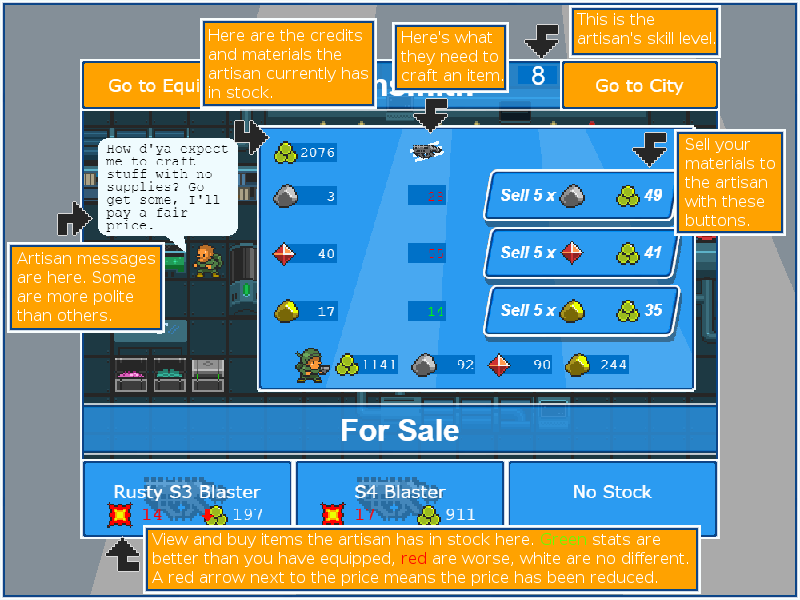 This is the
artisan's skill level.
Here are the credits
and materials the
artisan currently has
in stock.
Here's what
they need to
craft an item.
8
Go to Equi
Go to City
How d'ya expect
me to craft
stuff with no
supplies? Go
get some, I'll
pay a fair
price.
2076
3
Sell 5 x 49
40
Sell 5 x 41
17
14
Sell 5 x 35
Sell your
materials to
the artisan
with these
buttons.
Artisan messages
are here. Some
are more polite
than others.
1141 92 90 244
For Sale
Rusty S3 Blaster
14 197
S4 Blaster
17 911
No Stock
View and buy items the artisan has in stock here. Green stats are
better than you have equipped, red are worse, white are no different.
A red arrow next to the price means the price has been reduced.